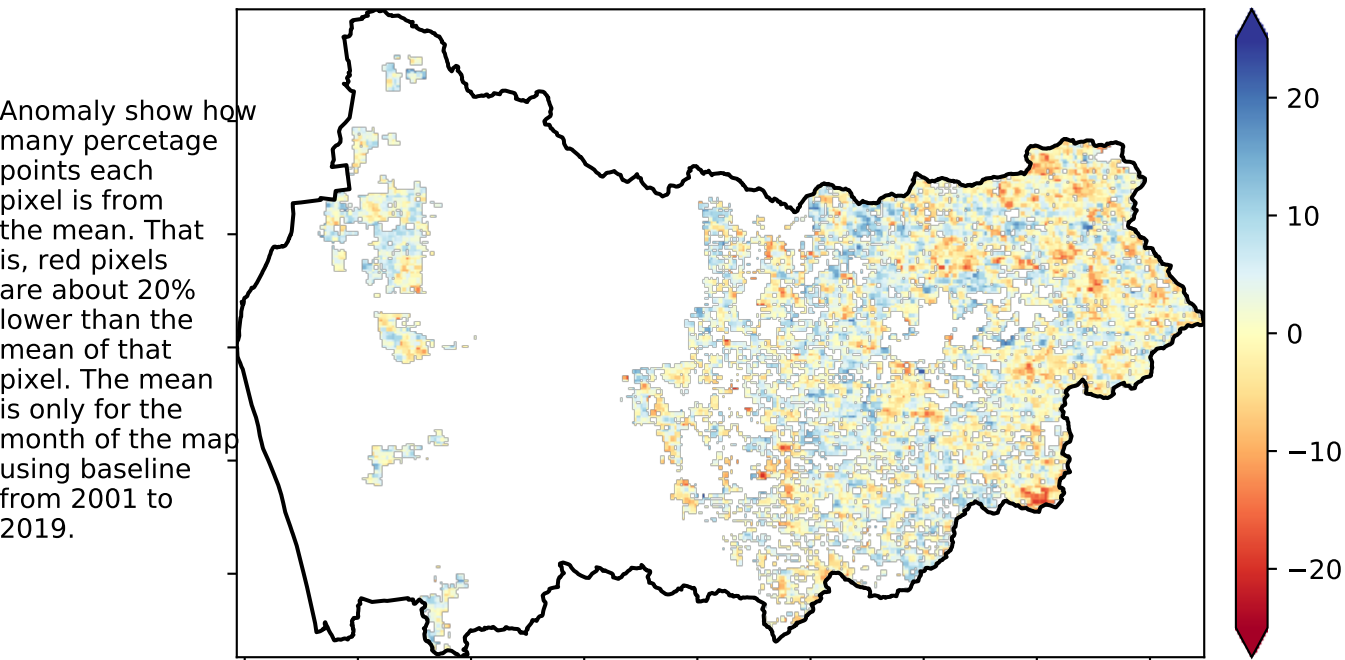 Anomaly show how
many percetage
points each
pixel is from
the mean. That
is, red pixels
are about 20%
lower than the
mean of that
pixel. The mean
is only for the
month of the map
using baseline
from 2001 to
2019.
20
10
0
−10
−20